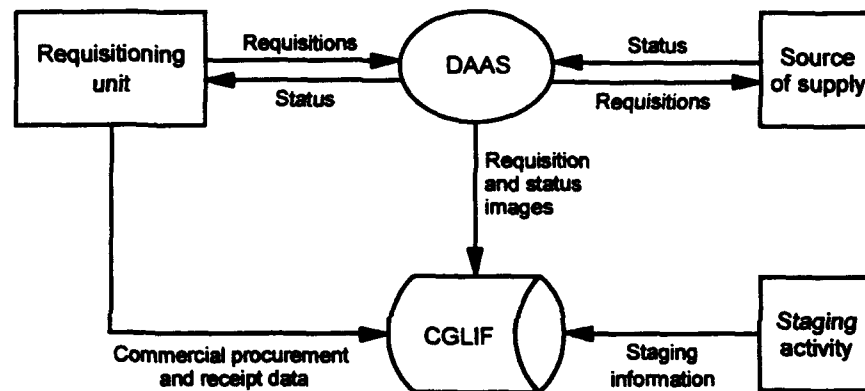 Requisitioning
unit
Requisitions
Status
DAAS
Status
Requisitions
Source
of supply
Requisition
and status
images
CGLIF
Commercial procurement
and receipt data
Staging
information
Staging
activity